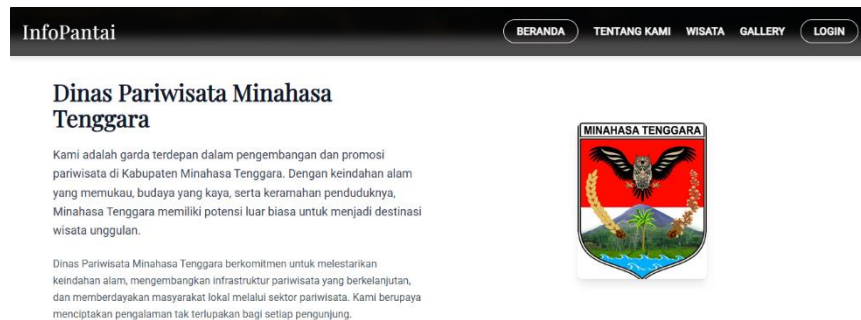 InfoPantai
BERANDA TENTANG KAMI WISATA GALLERY LOGIN
Dinas Pariwisata Minahasa
Tenggara
Kami adalah garda terdepan dalam pengembangan dan promosi
pariwisata di Kabupaten Minahasa Tenggara. Dengan keindahan alam
yang memukau, budaya yang kaya, serta keramahan penduduknya,
Minahasa Tenggara memiliki potensi luar biasa untuk menjadi destinasi
wisata unggulan.
Dinas Pariwisata Minahasa Tenggara berkomitmen untuk melestarikan
keindahan alam, mengembangkan infrastruktur pariwisata yang berkelanjutan,
dan memberdayakan masyarakat lokal melalui sektor pariwisata. Kami berupaya
menciptakan pengalaman tak terlupakan bagi setiap pengunjung.
MINAHASA TENGGARA